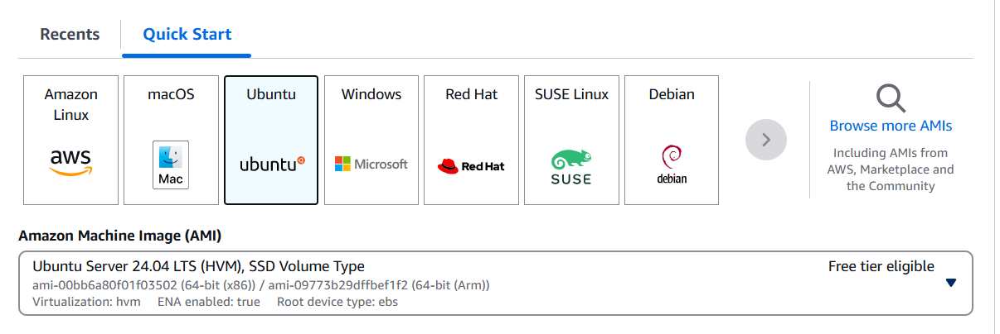 Recents
Quick Start
Amazon
Linux
aws
macOS
Mac
Ubuntu
ubuntu
Windows
Microsoft
Red Hat
Red Hat
SUSE Linux
SUSE
Debian
debian
Browse more AMIs
Including AMIs from
AWS, Marketplace and
the Community
Amazon Machine Image (AMI)
Ubuntu Server 24.04 LTS (HVM), SSD Volume Type
Free tier eligible
ami-00bb6a80f01f03502 (64-bit (x86)) / ami-09773b29dffbef1f2 (64-bit (Arm))
Virtualization: hvm ENA enabled: true Root device type: ebs